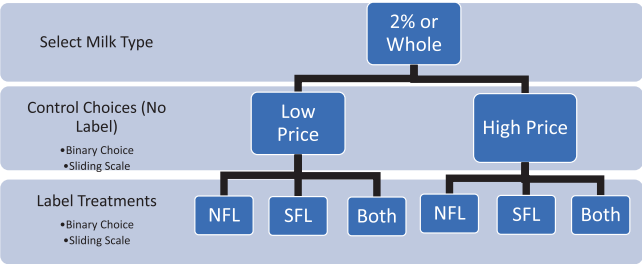 Select Milk Type
2% or
Whole
Control Choices (No
Label)
•Binary Choice
•Sliding Scale
Low
Price
High Price
Label Treatments
•Binary Choice
•Sliding Scale
NFL
SFL
Both
NFL
SFL
Both